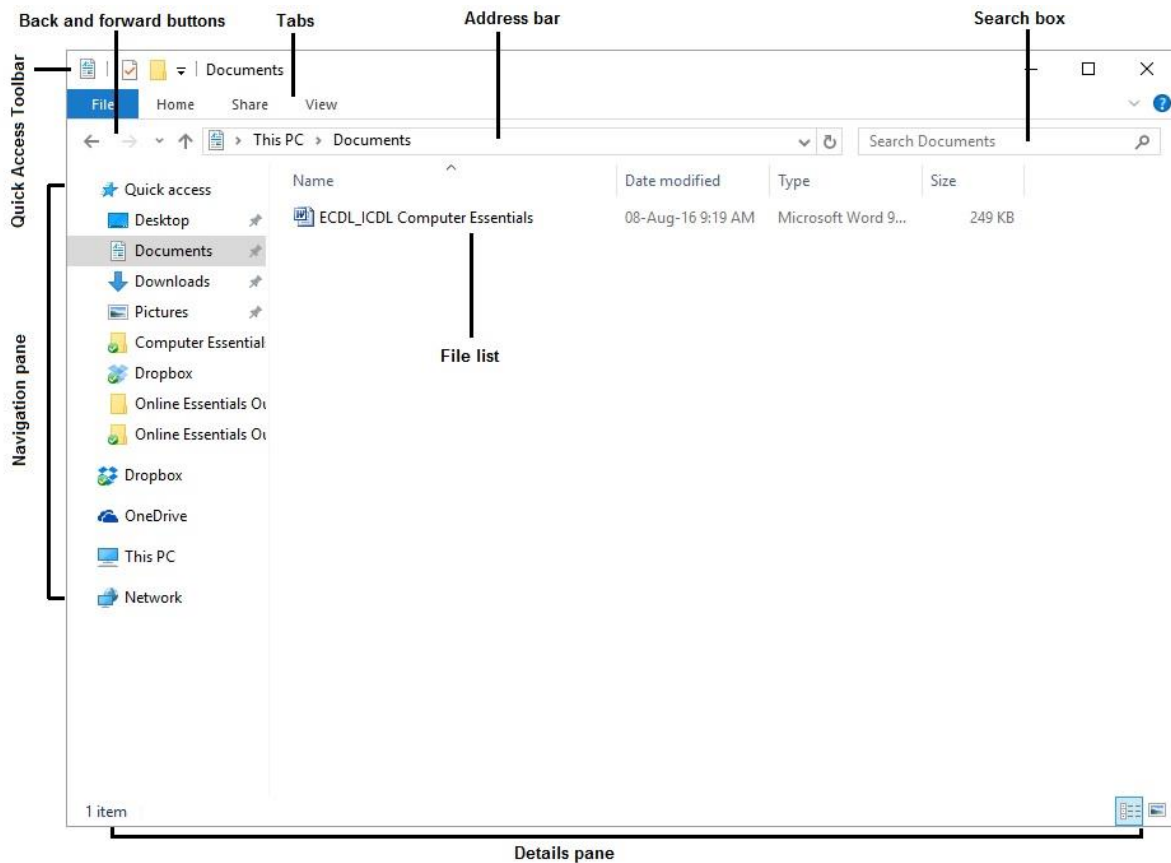 Back and forward buttons
Tabs
Address bar
Search box
Quick Access Toolbar
Documents
File
Home
Share
View
This PC
Documents
Search Documents
Navigation pane
Quick access
Desktop
Documents
Downloads
Pictures
Computer Essential
Dropbox
Online Essentials Ou
Online Essentials Ou
Dropbox
OneDrive
This PC
Network
Name Date modified Type Size
ECDL_ICDL Computer Essentials 08-Aug-16 9:19 AM Microsoft Word 9... 249 KB
File list
1 item
Details pane